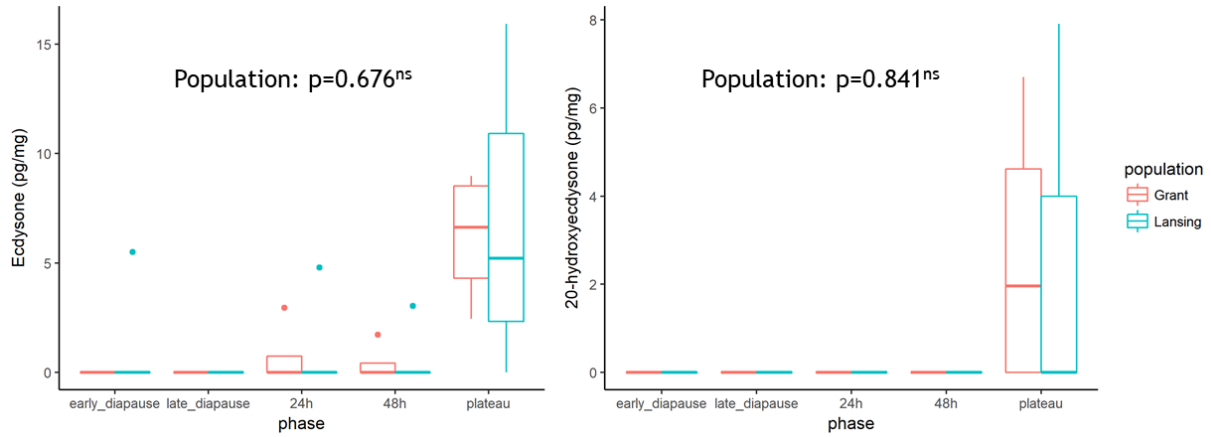 Population: p=0.676ns
Ecdysone (pg/mg)
15
10
5
0
early_diapause late_diapause 24h 48h plateau
phase
Population: p=0.841ns
20-hydroxyecdysone (pg/mg)
8
6
4
2
0
early_diapause late_diapause 24h 48h plateau
phase
population
Grant
Lansing